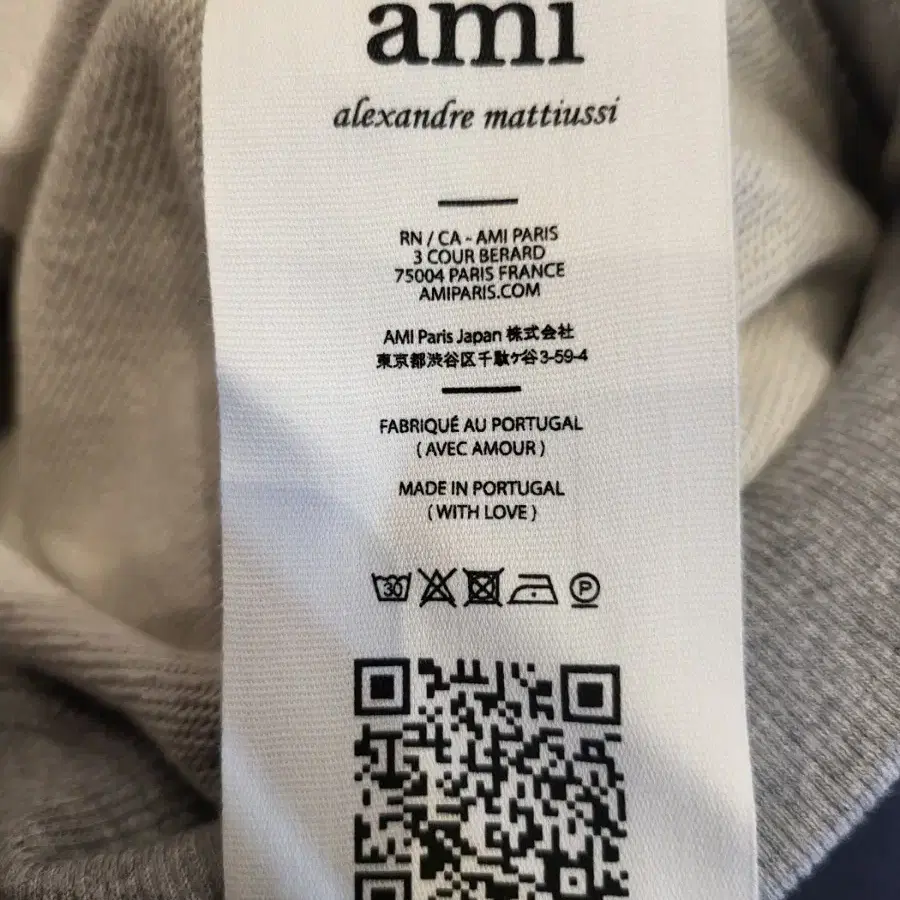 ami
alexandre mattiussi
RN / CA - AMI PARIS
3 COUR BERARD
75004 PARIS FRANCE
AMIPARIS.COM
AMI Paris Japan 株式会社
東京都渋谷区千駄ケ谷3-59-4
FABRIQUÉ AU PORTUGAL
( AVEC AMOUR )
MADE IN PORTUGAL
( WITH LOVE )
30
P